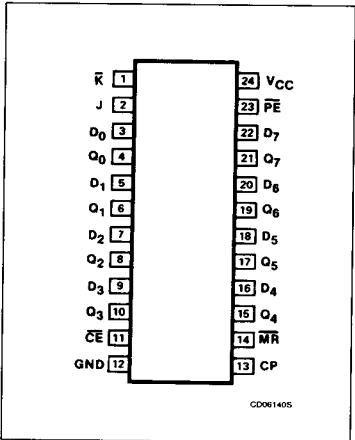 K̅ 1
J 2
D0 3
Q0 4
D1 5
Q1 6
D2 7
Q2 8
D3 9
Q3 10
C̅E̅ 11
GND 12
24 VCC
23 P̅E̅
22 D7
21 Q7
20 D6
19 Q6
18 D5
17 Q5
16 D4
15 Q4
14 M̅R̅
13 CP
CD06140S